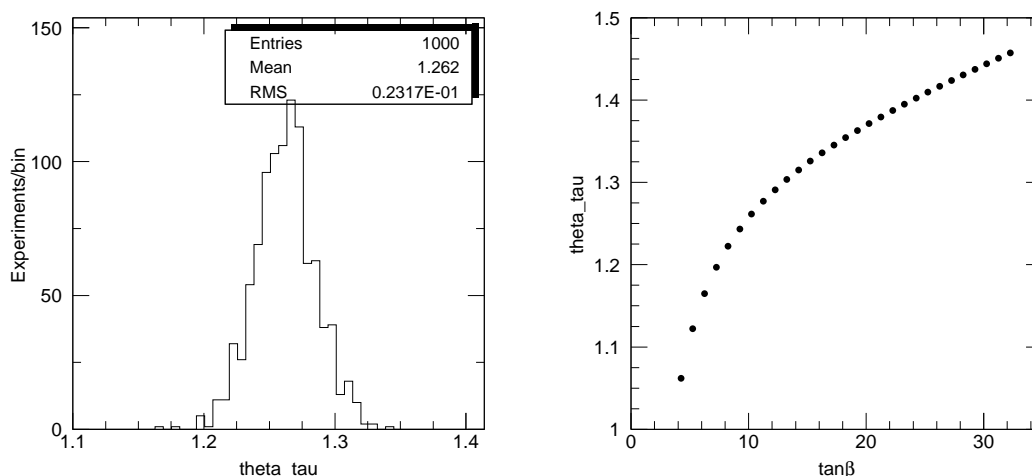 Entries 1000
Mean 1.262
RMS 0.2317E-01
Experiments/bin
150
100
50
0
1.1 1.2 1.3 1.4
theta_tau
theta_tau
1.5
1.4
1.3
1.2
1.1
1
0 10 20 30
tanβ